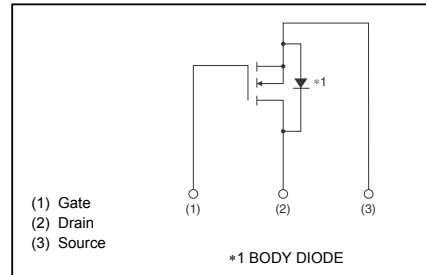 *1
(1) Gate
(2) Drain
(3) Source
(1) (2) (3)
*1 BODY DIODE